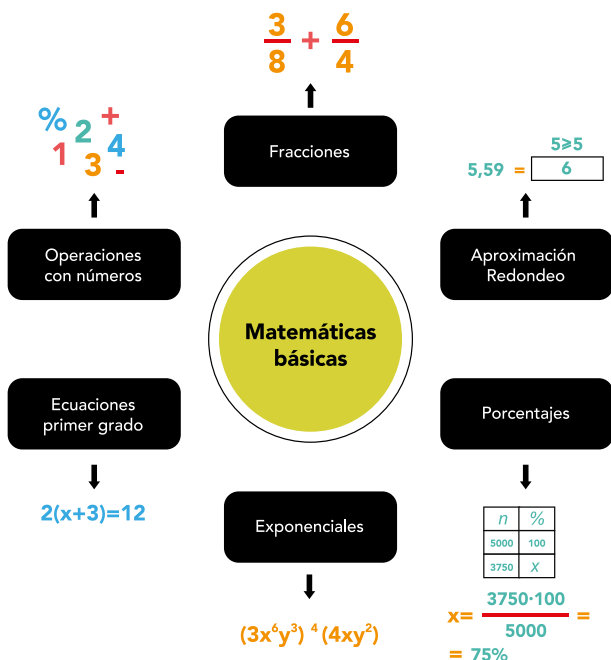 3/8 + 6/4
Fracciones
% 2 +
1 3 4 -
Operaciones
con números
5⩾5
5,59 = 6
Aproximación
Redondeo
Matemáticas
básicas
Ecuaciones
primer grado
2(x+3)=12
Exponenciales
(3x⁶y³) ⁴ (4xy²)
Porcentajes
n %
5000 100
3750 x
x= 3750·100 =
5000
= 75%